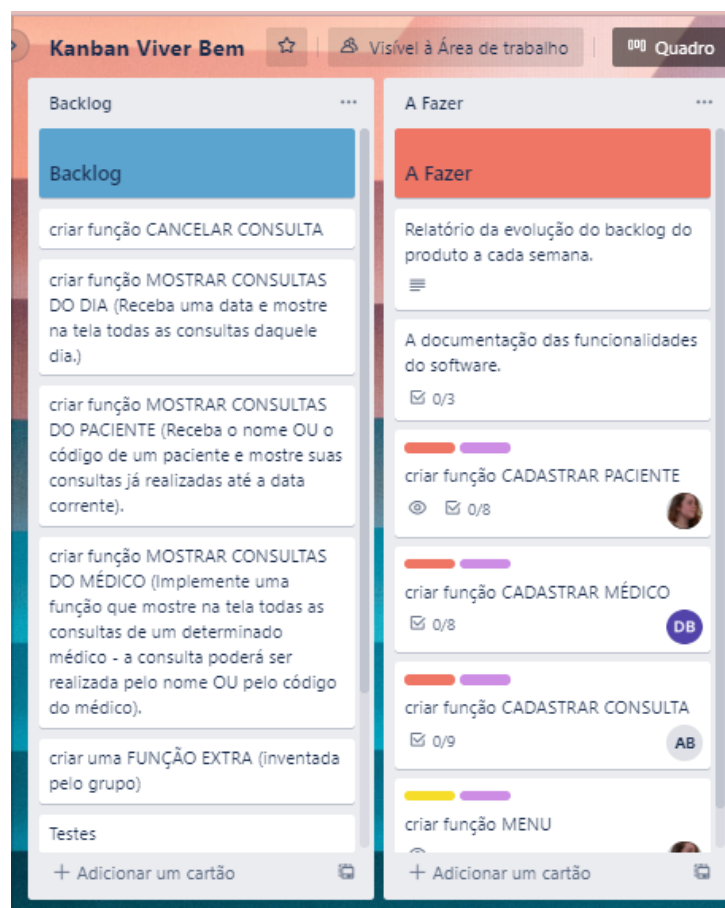 Kanban Viver Bem
Visível à Área de trabalho
Quadro
Backlog
Backlog
criar função CANCELAR CONSULTA
criar função MOSTRAR CONSULTAS
DO DIA (Receba uma data e mostre
na tela todas as consultas daquele
dia.)
criar função MOSTRAR CONSULTAS
DO PACIENTE (Receba o nome OU o
código de um paciente e mostre suas
consultas já realizadas até a data
corrente).
criar função MOSTRAR CONSULTAS
DO MÉDICO (Implemente uma
função que mostre na tela todas as
consultas de um determinado
médico - a consulta poderá ser
realizada pelo nome OU pelo código
do médico).
criar uma FUNÇÃO EXTRA (inventada
pelo grupo)
Testes
+ Adicionar um cartão
A Fazer
A Fazer
Relatório da evolução do backlog do
produto a cada semana.
A documentação das funcionalidades
do software.
0/3
criar função CADASTRAR PACIENTE
0/8
criar função CADASTRAR MÉDICO
0/8
DB
criar função CADASTRAR CONSULTA
0/9
AB
criar função MENU
+ Adicionar um cartão